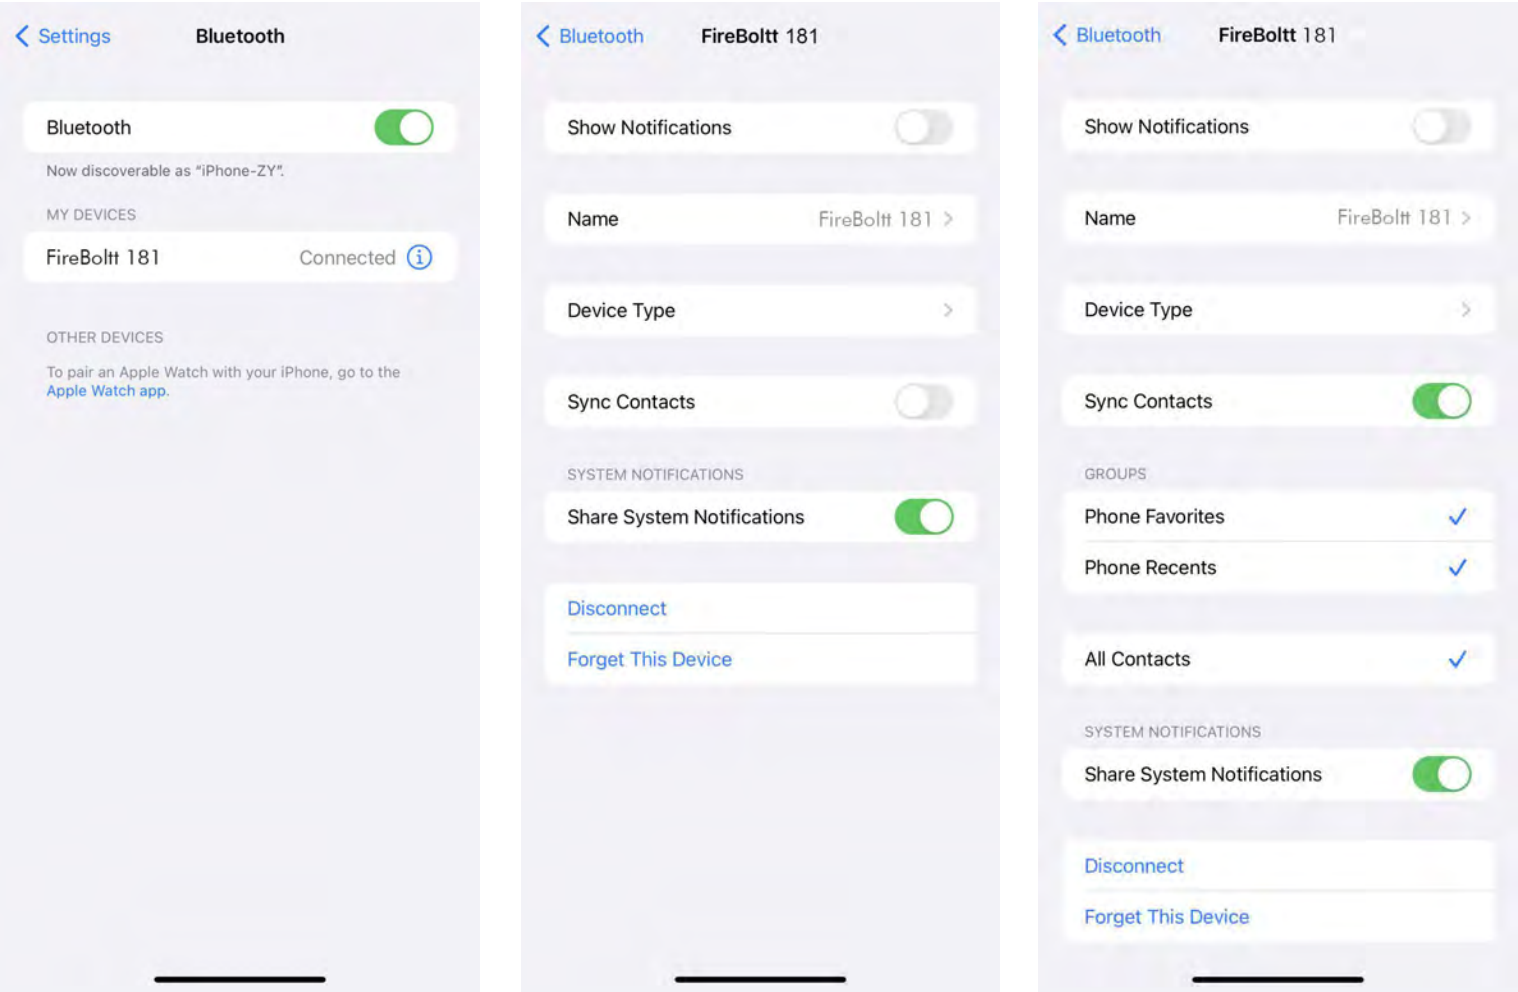 Settings
Bluetooth
Bluetooth
Now discoverable as “iPhone-ZY”.
MY DEVICES
FireBoltt 181 Connected
OTHER DEVICES
To pair an Apple Watch with your iPhone, go to the
Apple Watch app.
Bluetooth
FireBoltt 181
Show Notifications
Name FireBoltt 181
Device Type
Sync Contacts
SYSTEM NOTIFICATIONS
Share System Notifications
Disconnect
Forget This Device
Bluetooth
FireBoltt 181
Show Notifications
Name FireBoltt 181
Device Type
Sync Contacts
GROUPS
Phone Favorites
Phone Recents
All Contacts
SYSTEM NOTIFICATIONS
Share System Notifications
Disconnect
Forget This Device